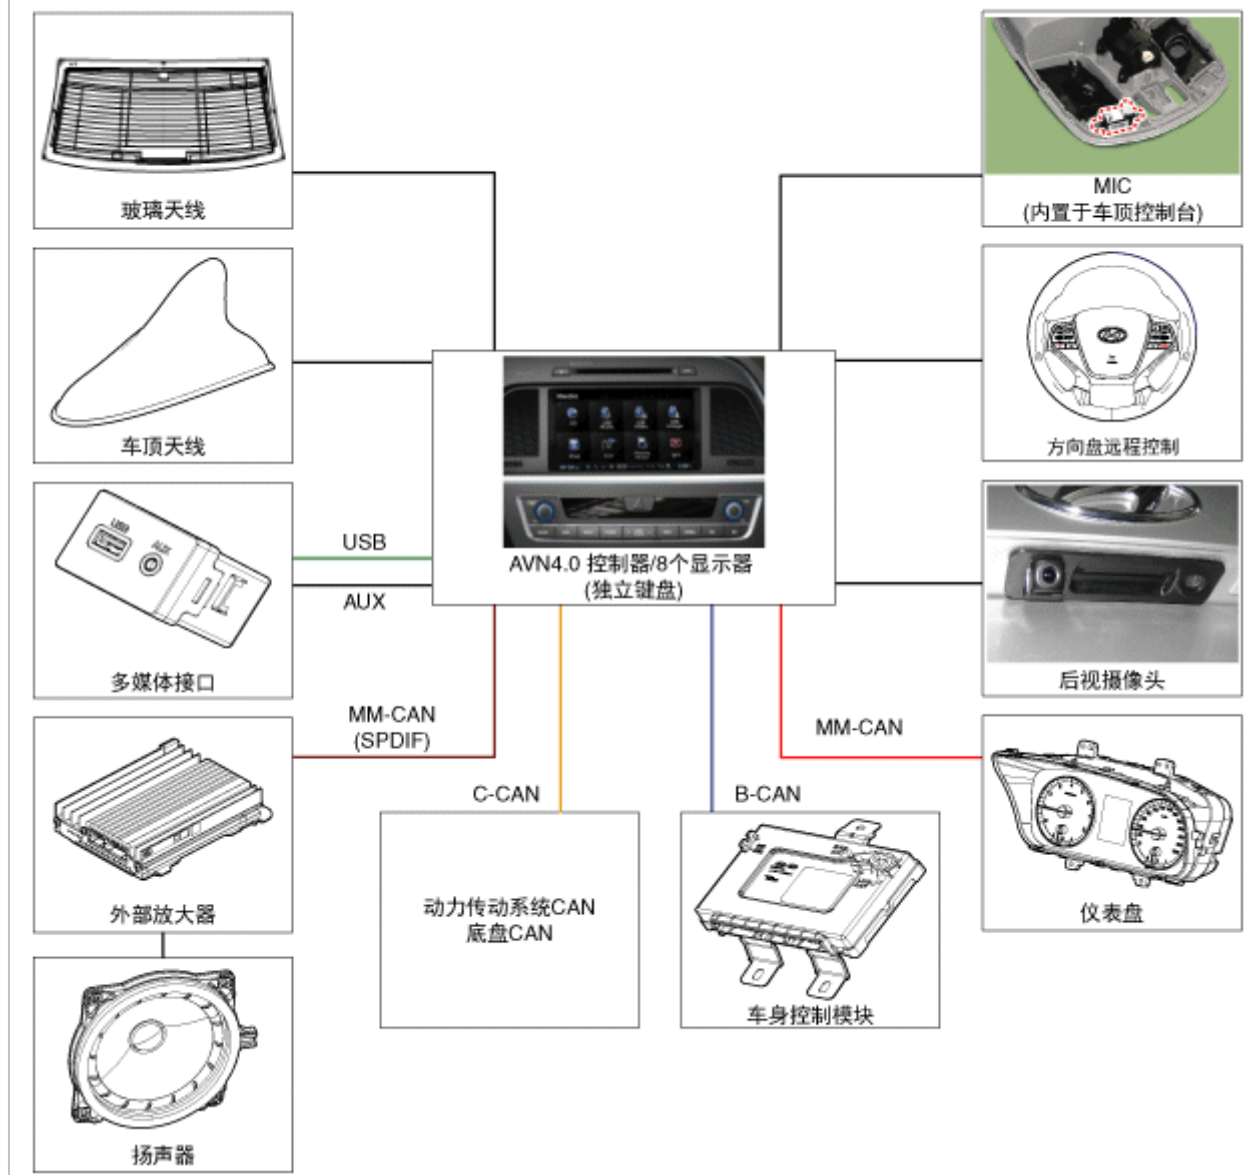 玻璃天线
MIC
(内置于车顶控制台)
车顶天线
方向盘远程控制
AVN4.0 控制器/8个显示器
(独立键盘)
USB
AUX
USB
AUX
多媒体接口
后视摄像头
MM-CAN
(SPDIF)
MM-CAN
C-CAN
B-CAN
外部放大器
动力传动系统CAN
底盘CAN
车身控制模块
仪表盘
扬声器